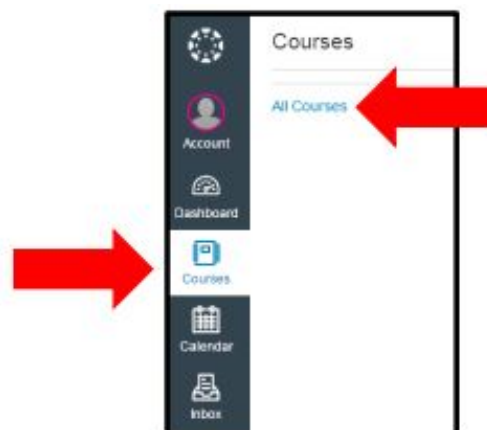 Courses
All Courses
Account
Dashboard
Courses
Calendar
Inbox